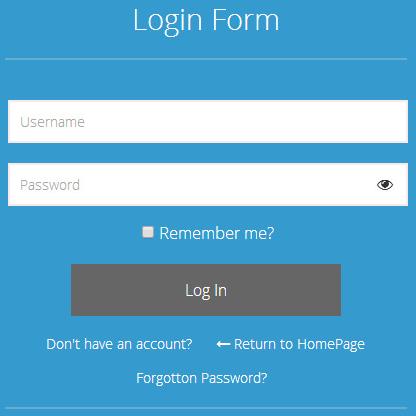 Login Form
Username
Password
Remember me?
Log In
Don't have an account? ← Return to HomePage
Forgotton Password?